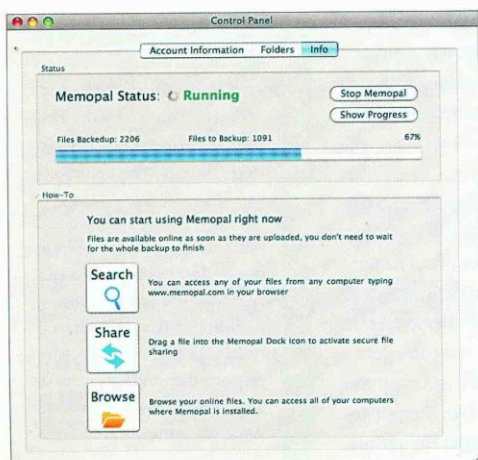 Control Panel
Account Information Folders Info
Status
Memopal Status: Running
Stop Memopal
Show Progress
Files Backedup: 2206 Files to Backup: 1091 67%
How-To
You can start using Memopal right now
Files are available online as soon as they are uploaded, you don't need to wait
for the whole backup to finish
Search
You can access any of your files from any computer typing
www.memopal.com in your browser
Share
Drag a file into the Memopal Dock icon to activate secure file
sharing
Browse
Browse your online files. You can access all of your computers
where Memopal is installed.